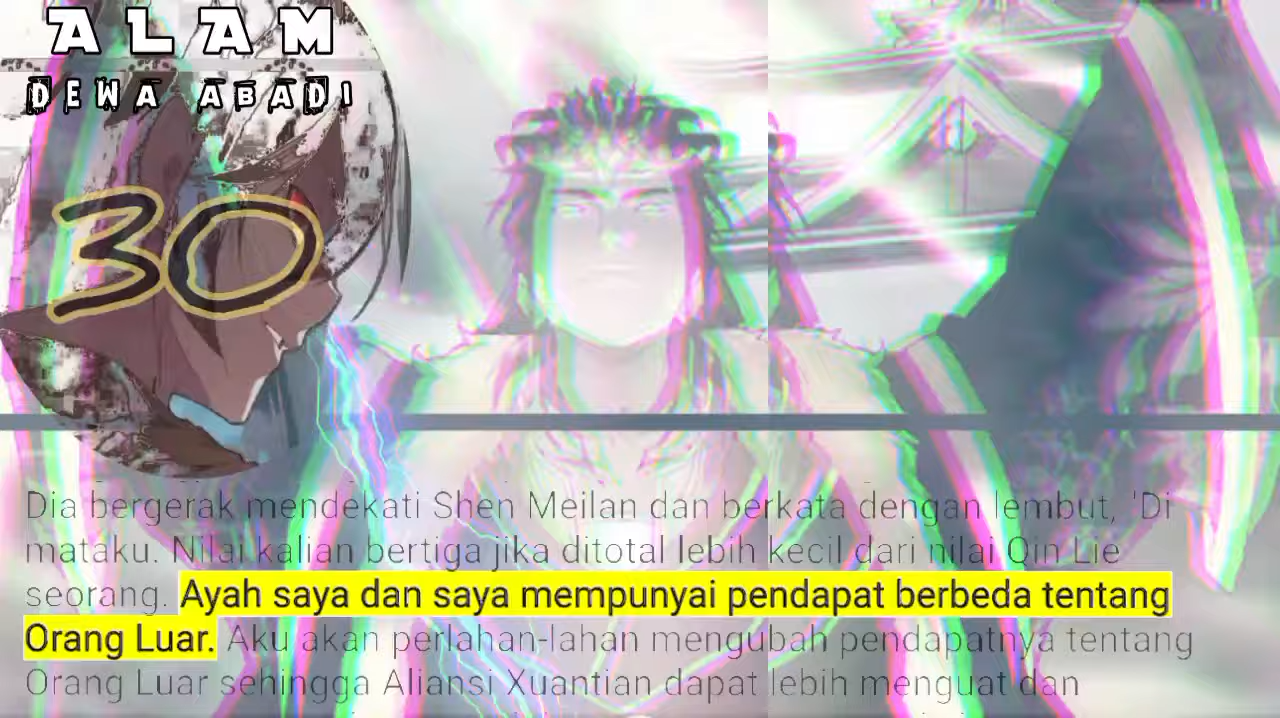 ALAM
DEWA ABADI
30
Dia bergerak mendekati Shen Meilan dan berkata dengan lembut, 'Di
mataku. Nilai kalian bertiga jika ditotal lebih kecil dari nilai Qin Lie
seorang. Ayah saya dan saya mempunyai pendapat berbeda tentang
Orang Luar. Aku akan perlahan-lahan mengubah pendapatnya tentang
Orang Luar sehingga Aliansi Xuantian dapat lebih menguat dan